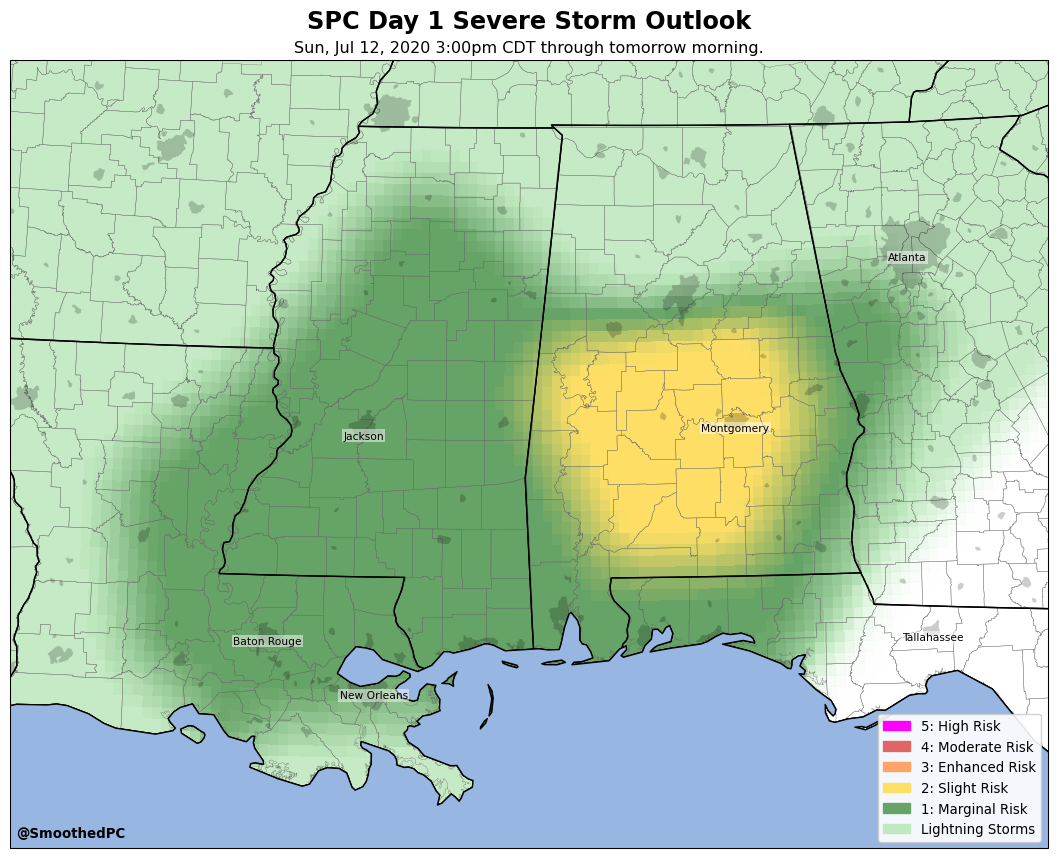 SPC Day 1 Severe Storm Outlook
Sun, Jul 12, 2020 3:00pm CDT through tomorrow morning.
Atlanta
Montgomery
Jackson
Tallahassee
Baton Rouge
New Orleans
5: High Risk
4: Moderate Risk
3: Enhanced Risk
2: Slight Risk
1: Marginal Risk
Lightning Storms
@SmoothedPC